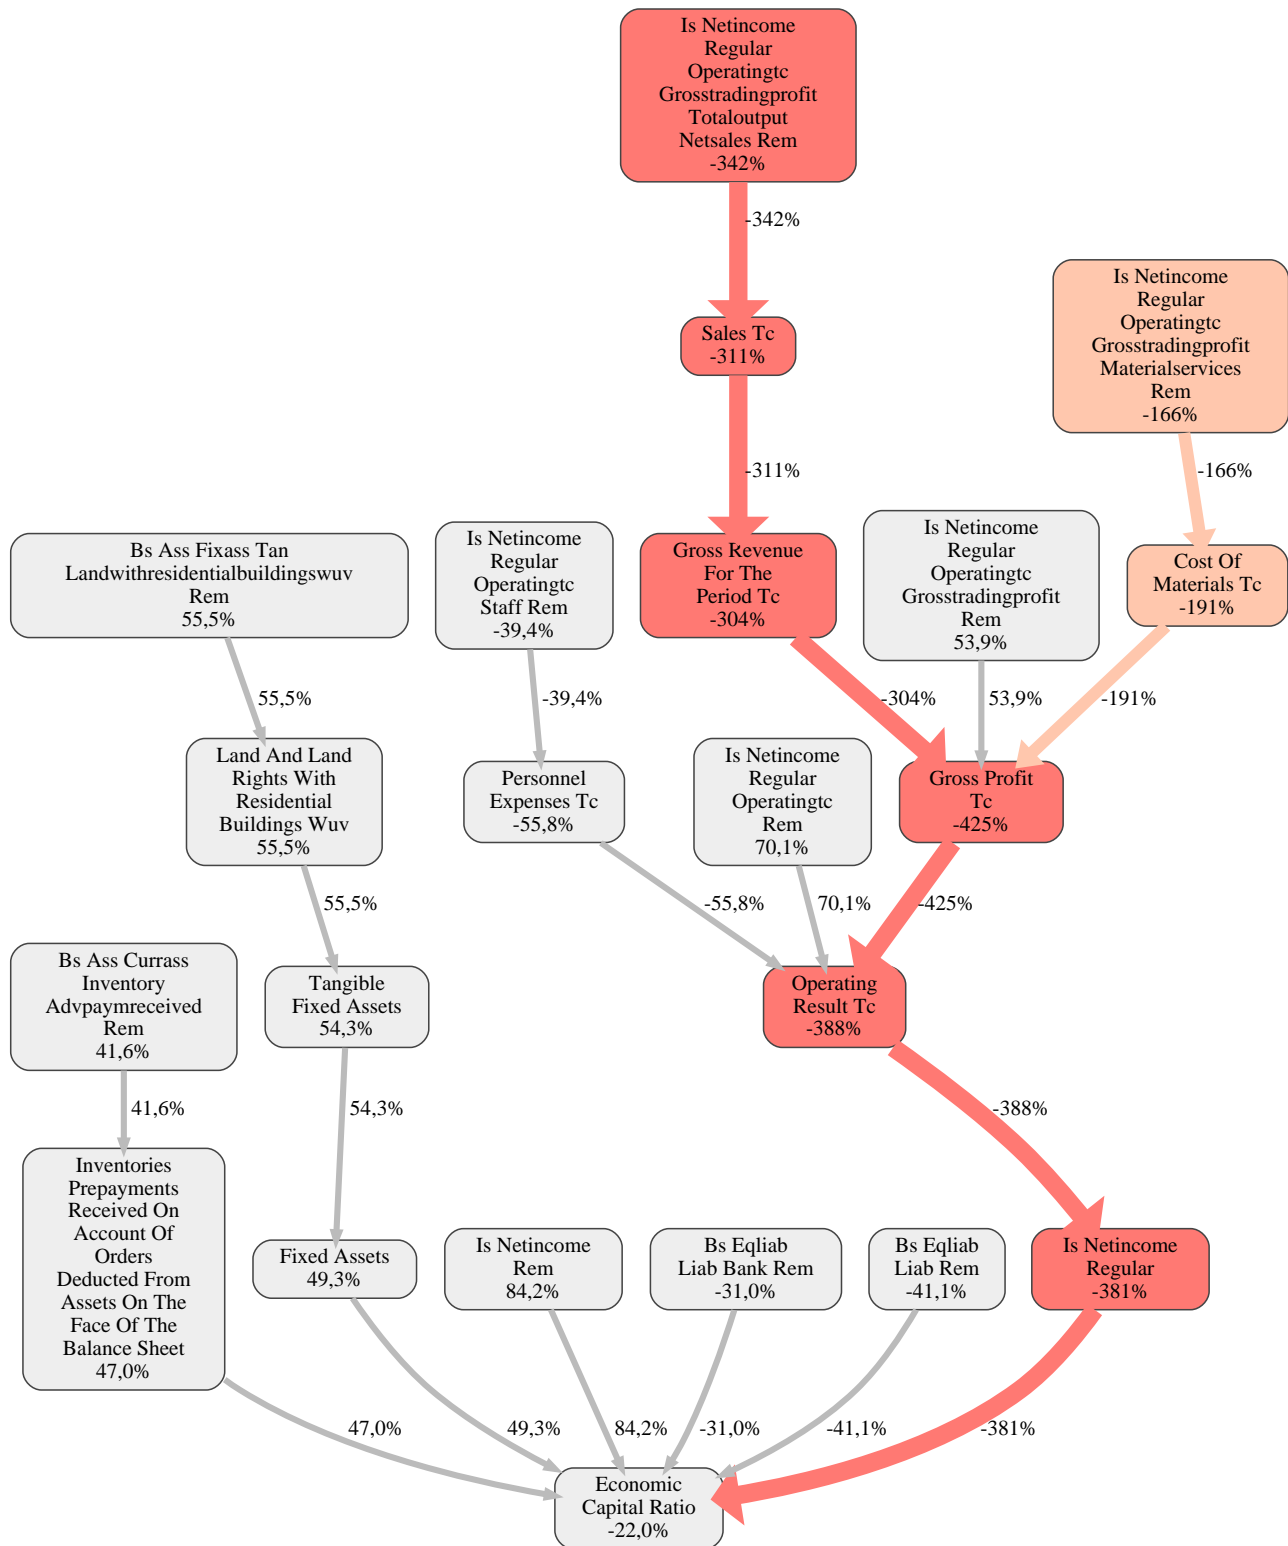 Is Netincome
Regular
Operatingtc
Grosstradingprofit
Totaloutput
Netsales Rem
-342%
-342%
Sales Tc
-311%
Is Netincome
Regular
Operatingtc
Grosstradingprofit
Materialservices
Rem
-166%
-311%
-166%
Bs Ass Fixass Tan
Landwithresidentialbuildingswuv
Rem
55,5%
Is Netincome
Regular
Operatingtc
Staff Rem
-39,4%
Gross Revenue
For The
Period Tc
-304%
Is Netincome
Regular
Operatingtc
Grosstradingprofit
Rem
53,9%
Cost Of
Materials Tc
-191%
55,5%
-39,4%
-304%
53,9%
-191%
Land And Land
Rights With
Residential
Buildings Wuv
55,5%
Personnel
Expenses Tc
-55,8%
Is Netincome
Regular
Operatingtc
Rem
70,1%
Gross Profit
Tc
-425%
55,5%
-55,8%
70,1%
-425%
Bs Ass Currass
Inventory
Advpaymreceived
Rem
41,6%
Tangible
Fixed Assets
54,3%
Operating
Result Tc
-388%
41,6%
54,3%
-388%
Inventories
Prepayments
Received On
Account Of
Orders
Deducted From
Assets On The
Face Of The
Balance Sheet
47,0%
Fixed Assets
49,3%
Is Netincome
Rem
84,2%
Bs Eqliab
Liab Bank Rem
-31,0%
Bs Eqliab
Liab Rem
-41,1%
Is Netincome
Regular
-381%
47,0%
49,3%
84,2%
-31,0%
-41,1%
-381%
Economic
Capital Ratio
-22,0%